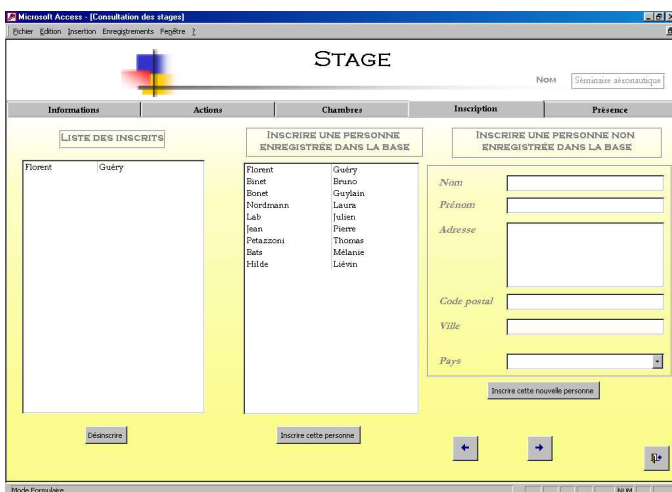 Microsoft Access - [Consultation des stages]
Fichier Edition Insertion Enregistrements Fenêtre ?
STAGE
NOM Séminaire aéronautique
Informations Actions Chambres Inscription Présence
LISTE DES INSCRITS
Florent Guéry
Désinscrire
INSCRIRE UNE PERSONNE
ENREGISTRÉE DANS LA BASE
Florent Guéry
Binet Bruno
Bonet Guylain
Nordmann Laura
Lab Julien
Jean Pierre
Petazzoni Thomas
Bats Mélanie
Hilde Liévin
Inscrire cette personne
INSCRIRE UNE PERSONNE NON
ENREGISTRÉE DANS LA BASE
Nom
Prénom
Adresse
Code postal
Ville
Pays
Inscrire cette nouvelle personne
Mode Formulaire NUM